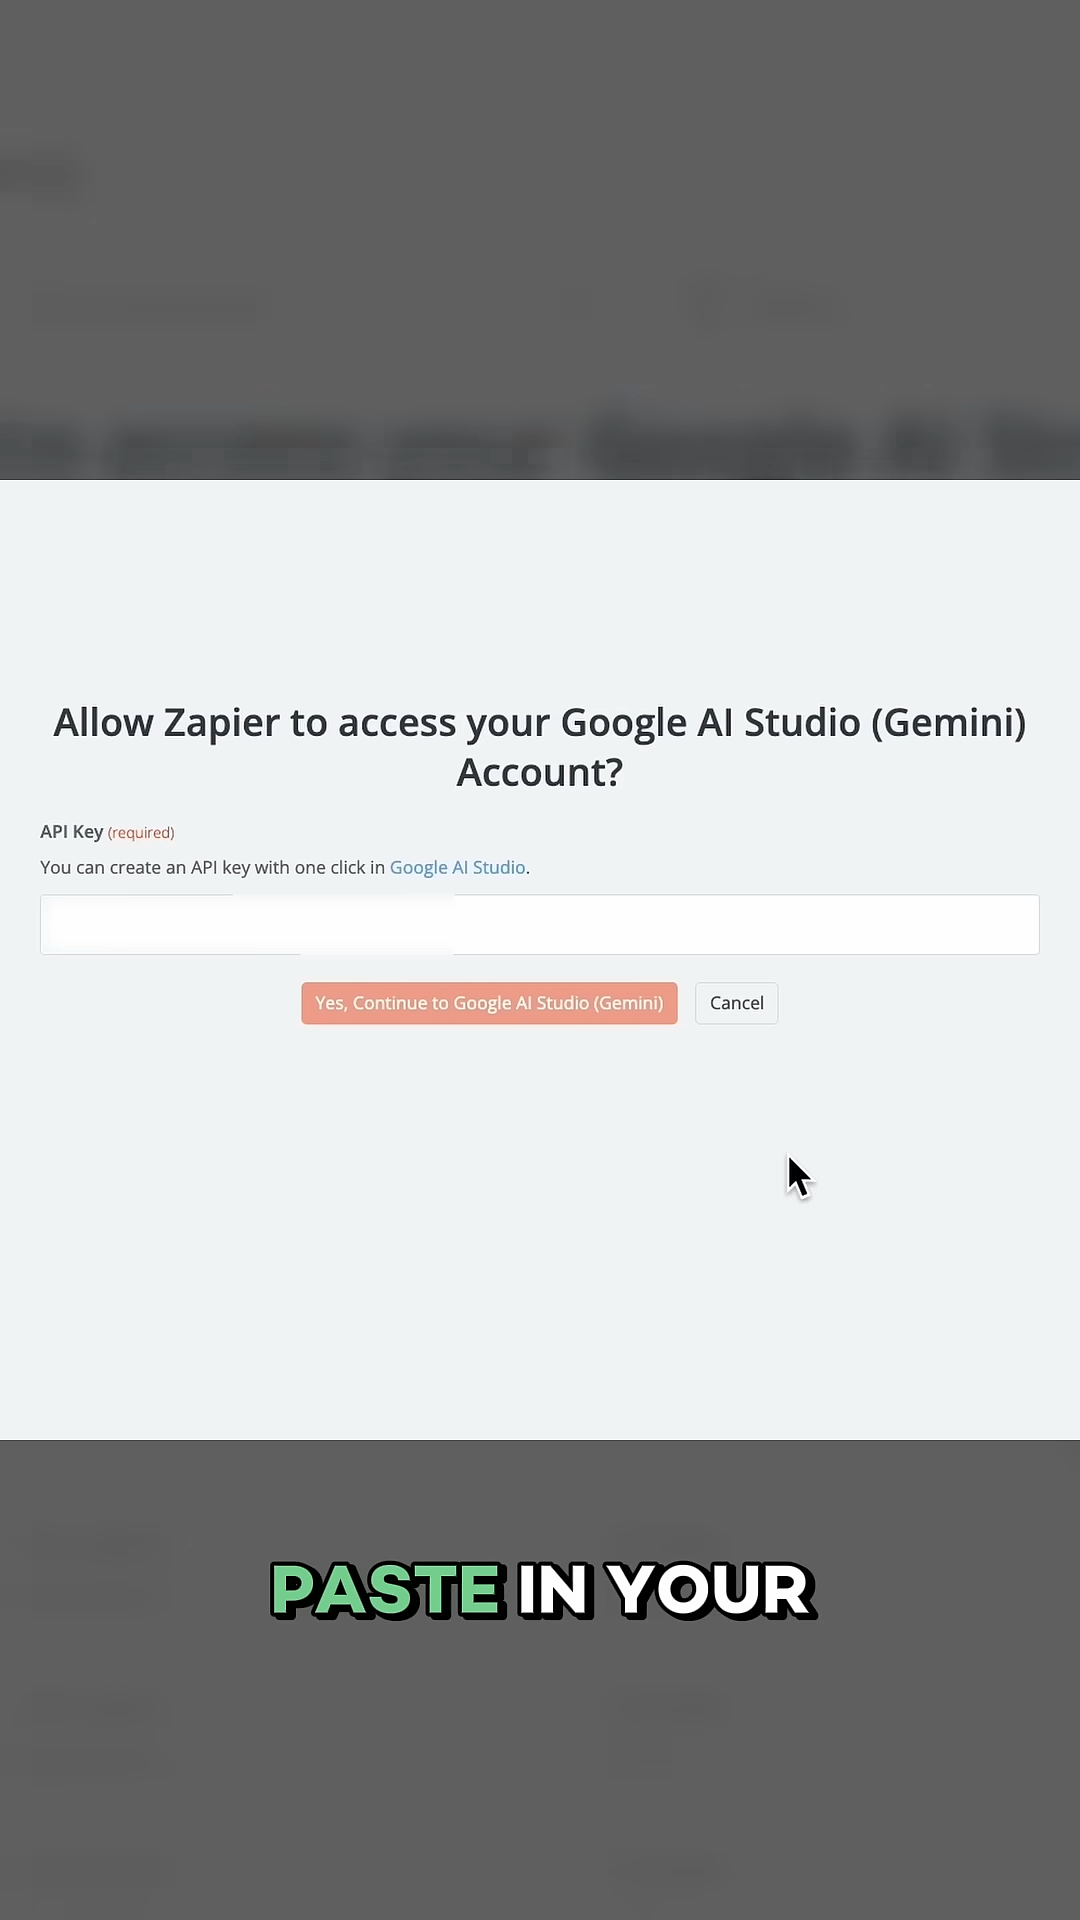 Allow Zapier to access your Google AI Studio (Gemini)
Account?
API Key (required)
You can create an API key with one click in Google AI Studio.
Yes, Continue to Google AI Studio (Gemini)
Cancel
PASTE IN YOUR